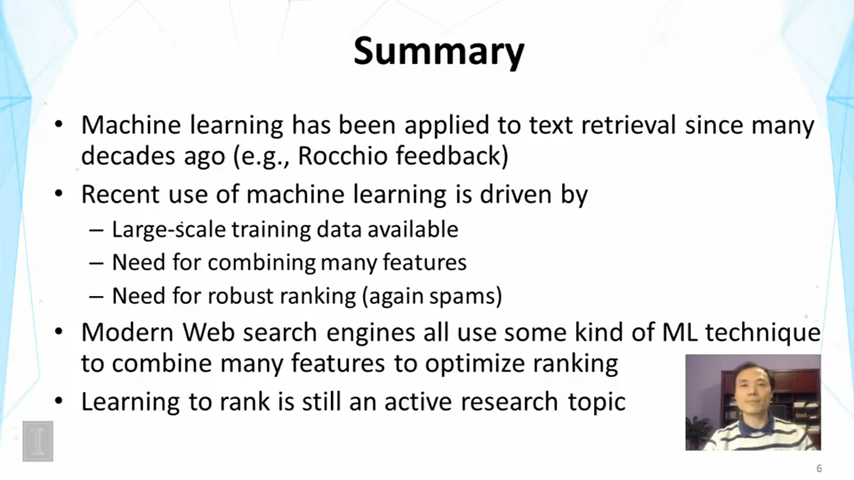 Summary
• Machine learning has been applied to text retrieval since many
decades ago (e.g., Rocchio feedback)
• Recent use of machine learning is driven by
– Large-scale training data available
– Need for combining many features
– Need for robust ranking (again spams)
• Modern Web search engines all use some kind of ML technique
to combine many features to optimize ranking
• Learning to rank is still an active research topic
I
6